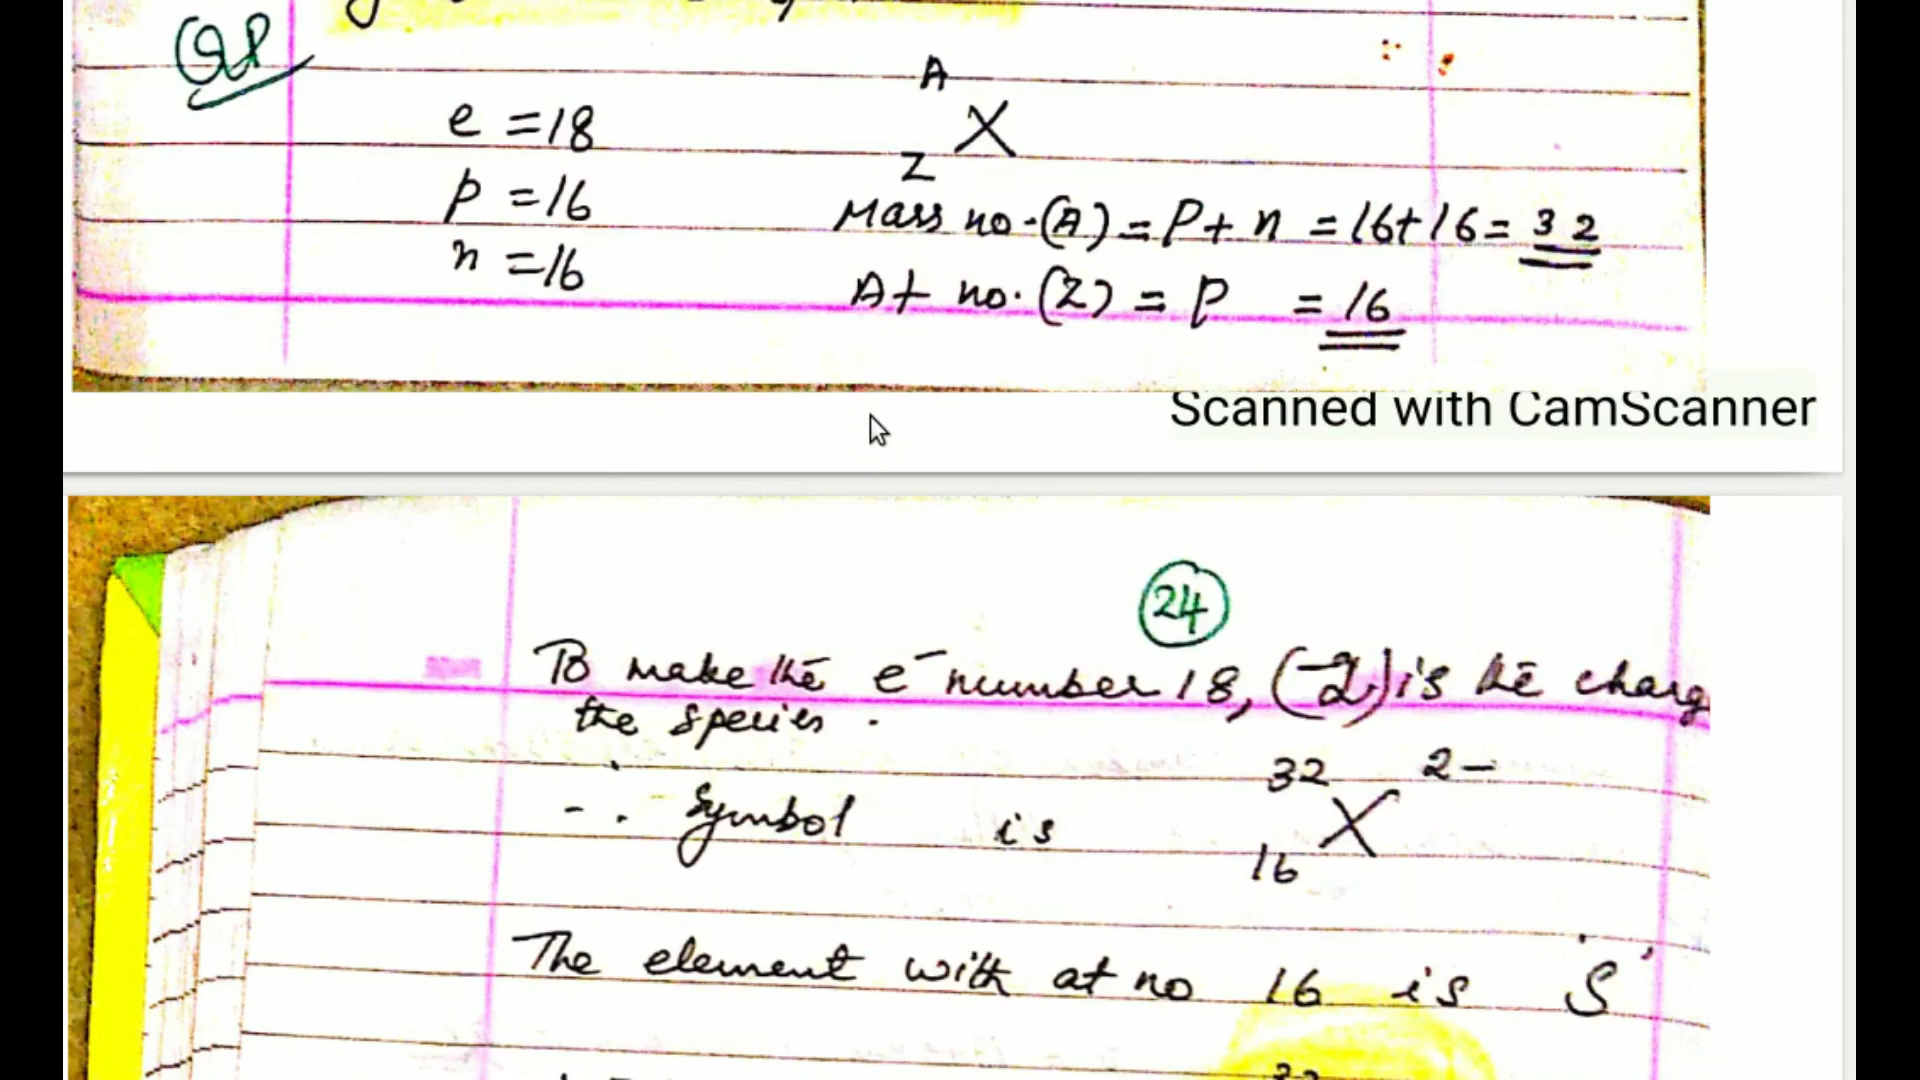 QP
A
e = 18 X
Z
p = 16 Mass no.(A) = P + n = 16 + 16 = 32
n = 16 At no. (Z) = p = 16
Scanned with CamScanner
24
To make the e⁻ number 18, (-2) is the charg
the species.
32 2-
∴ Symbol is X
16
The element with at no 16 is S
32